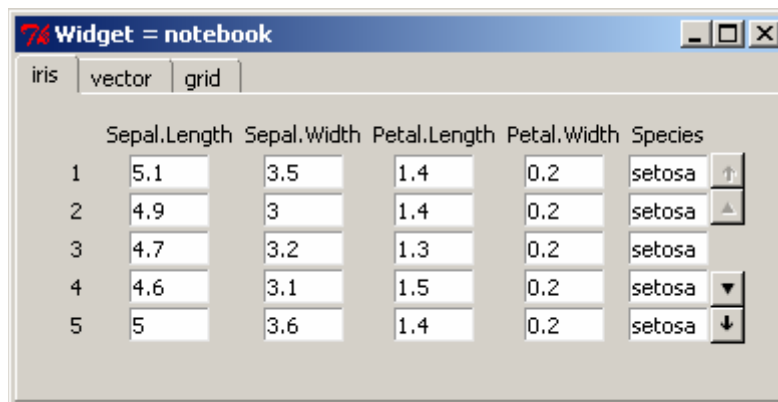 Widget = notebook
iris vector grid
Sepal.Length Sepal.Width Petal.Length Petal.Width Species
1 5.1 3.5 1.4 0.2 setosa
2 4.9 3 1.4 0.2 setosa
3 4.7 3.2 1.3 0.2 setosa
4 4.6 3.1 1.5 0.2 setosa
5 5 3.6 1.4 0.2 setosa